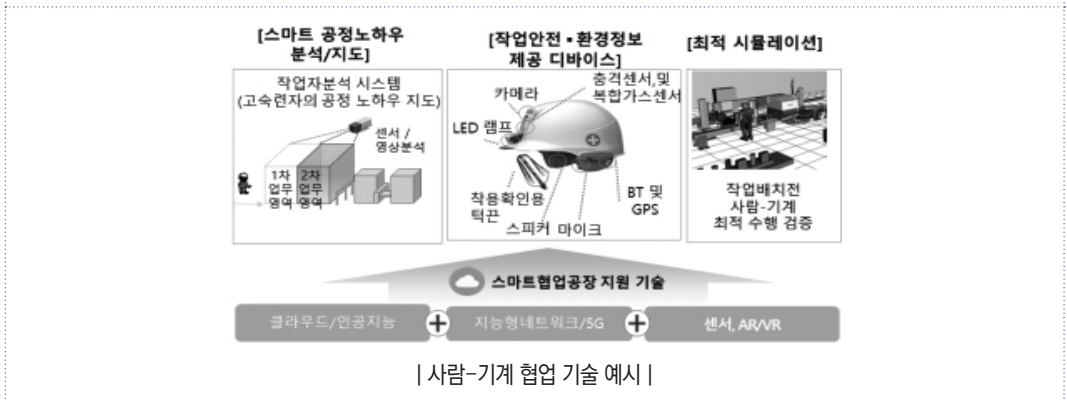 [스마트 공정노하우
분석/지도]
작업자분석 시스템
(고숙련자의 공정 노하우 지도)
센서 /
영상분석
1차
업무
영역
2차
업무
영역
[작업안전▪환경정보
제공 디바이스]
충격센서,및
복합가스센서
카메라
LED 램프
착용확인용
턱끈
스피커
마이크
BT 및
GPS
[최적 시뮬레이션]
작업배치전
사람-기계
최적 수행 검증
스마트협업공장 지원 기술
클라우드/인공지능
+
지능형네트워크/5G
+
센서, AR/VR
| 사람-기계 협업 기술 예시 |